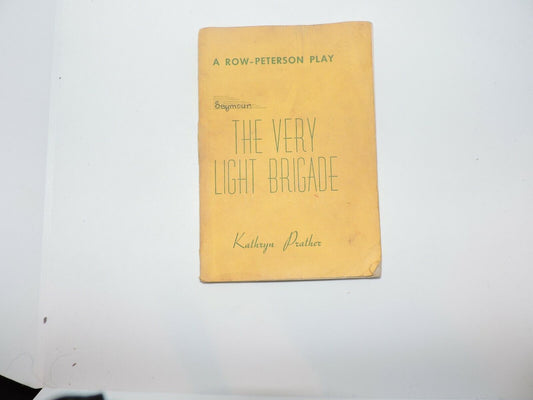 A ROW-PETERSON PLAY
Seymour
THE VERY
LIGHT BRIGADE
Kathryn Prather